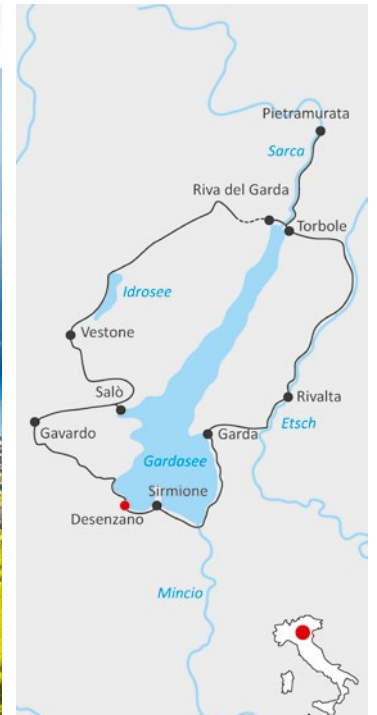 Pietramurata
Sarca
Riva del Garda
Torbole
Idrosee
Vestone
Salò
Rivalta
Gavardo
Garda
Etsch
Gardasee
Sirmione
Desenzano
Mincio